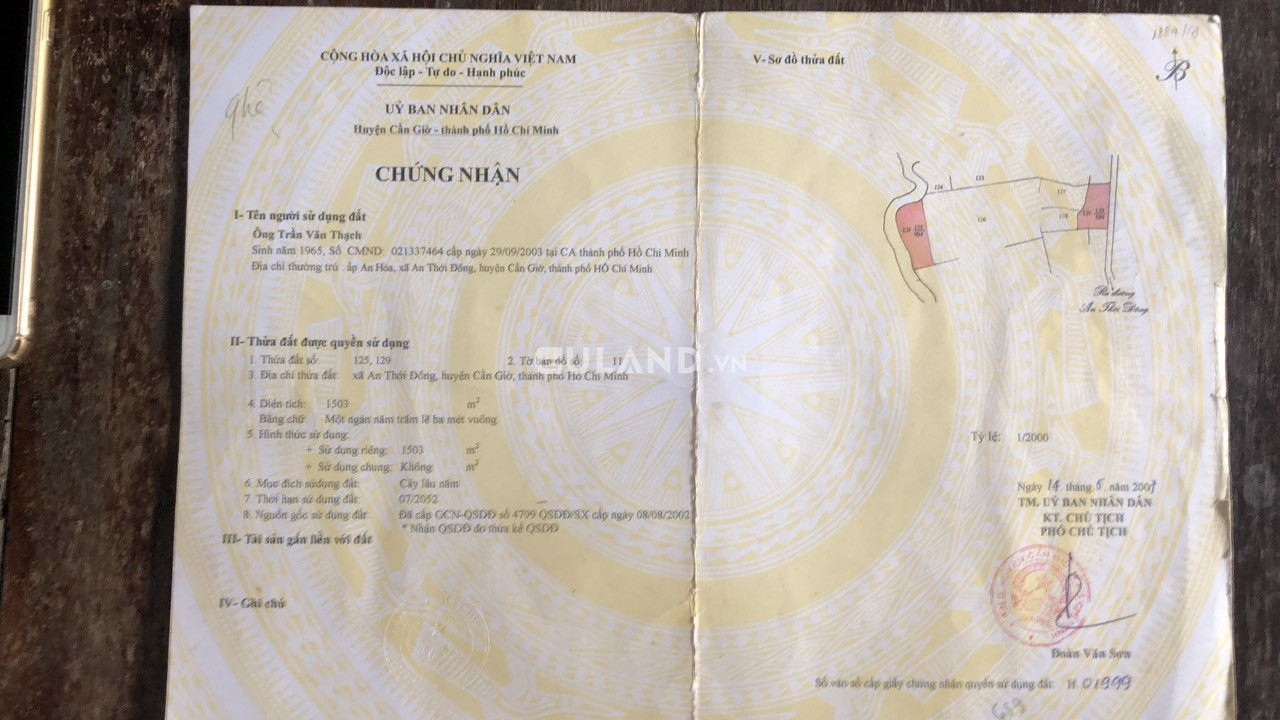 CỘNG HÒA XÃ HỘI CHỦ NGHĨA VIỆT NAM
Độc lập - Tự do - Hạnh phúc
UỶ BAN NHÂN DÂN
Huyện Cần Giờ - thành phố Hồ Chí Minh
CHỨNG NHẬN
I- Tên người sử dụng đất
Ông Trần Văn Thạch
Sinh năm 1965, Số CMND: 021337464 cấp ngày 29/09/2003 tại CA thành phố Hồ Chí Minh
Địa chỉ thường trú : ấp An Hòa, xã An Thới Đông, huyện Cần Giờ, thành phố Hồ Chí Minh
II- Thửa đất được quyền sử dụng
1. Thửa đất số: 125, 129 2. Tờ bản đồ số: 11
3. Địa chỉ thửa đất: xã An Thới Đông, huyện Cần Giờ, thành phố Hồ Chí Minh
4. Diện tích: 1503 m²
Bằng chữ: Một ngàn năm trăm lẻ ba mét vuông
5. Hình thức sử dụng:
+ Sử dụng riêng: 1503 m²
+ Sử dụng chung: Không m²
6. Mục đích sử dụng đất: Cây lâu năm
7. Thời hạn sử dụng đất: 07/2052
8. Nguồn gốc sử dụng đất: Đã cấp GCN-QSDĐ số 4799 QSDĐ/SX cấp ngày 08/08/2002
* Nhận QSDĐ do thừa kế QSDĐ
III- Tài sản gắn liền với đất
IV- Ghi chú
GULAND.VN
V- Sơ đồ thửa đất
B
An Thới Đông
Tỷ lệ: 1/2000
Ngày 14 tháng 5 năm 2007
TM. UỶ BAN NHÂN DÂN
KT. CHỦ TỊCH
PHÓ CHỦ TỊCH
Đoàn Văn Sơn
Số vào sổ cấp giấy chứng nhận quyền sử dụng đất: H. 01999
689